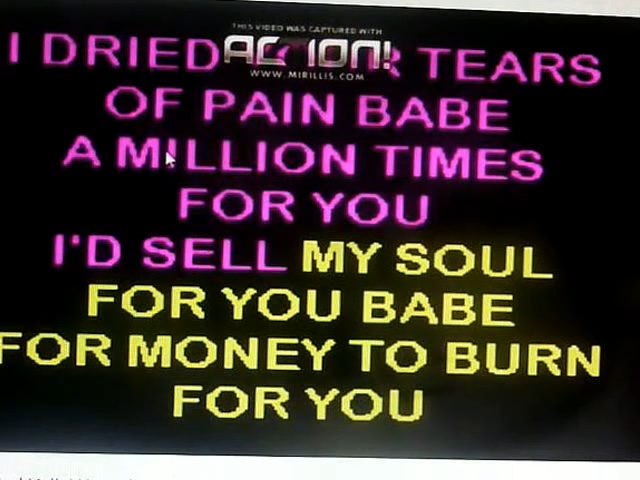 THIS VIDEO WAS CAPTURED WITH
ACTION!
WWW.MIRILLIS.COM
I DRIED TEARS
OF PAIN BABE
A MILLION TIMES
FOR YOU
I'D SELL MY SOUL
FOR YOU BABE
FOR MONEY TO BURN
FOR YOU